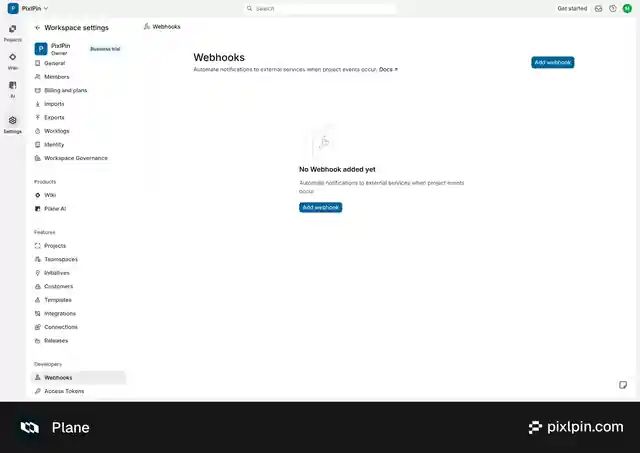 P PixlPin
Search
Get started
M
Projects
Wiki
AI
Settings
Workspace settings
P PixlPin
Owner
Business trial
General
Members
Billing and plans
Imports
Exports
Worklogs
Identity
Workspace Governance
Products
Wiki
Plane AI
Features
Projects
Teamspaces
Initiatives
Customers
Templates
Integrations
Connections
Releases
Developers
Webhooks
Access Tokens
Webhooks
Webhooks
Automate notifications to external services when project events occur. Docs
Add webhook
No Webhook added yet
Automate notifications to external services when project events
occur
Add webhook
Plane
pixlpin.com